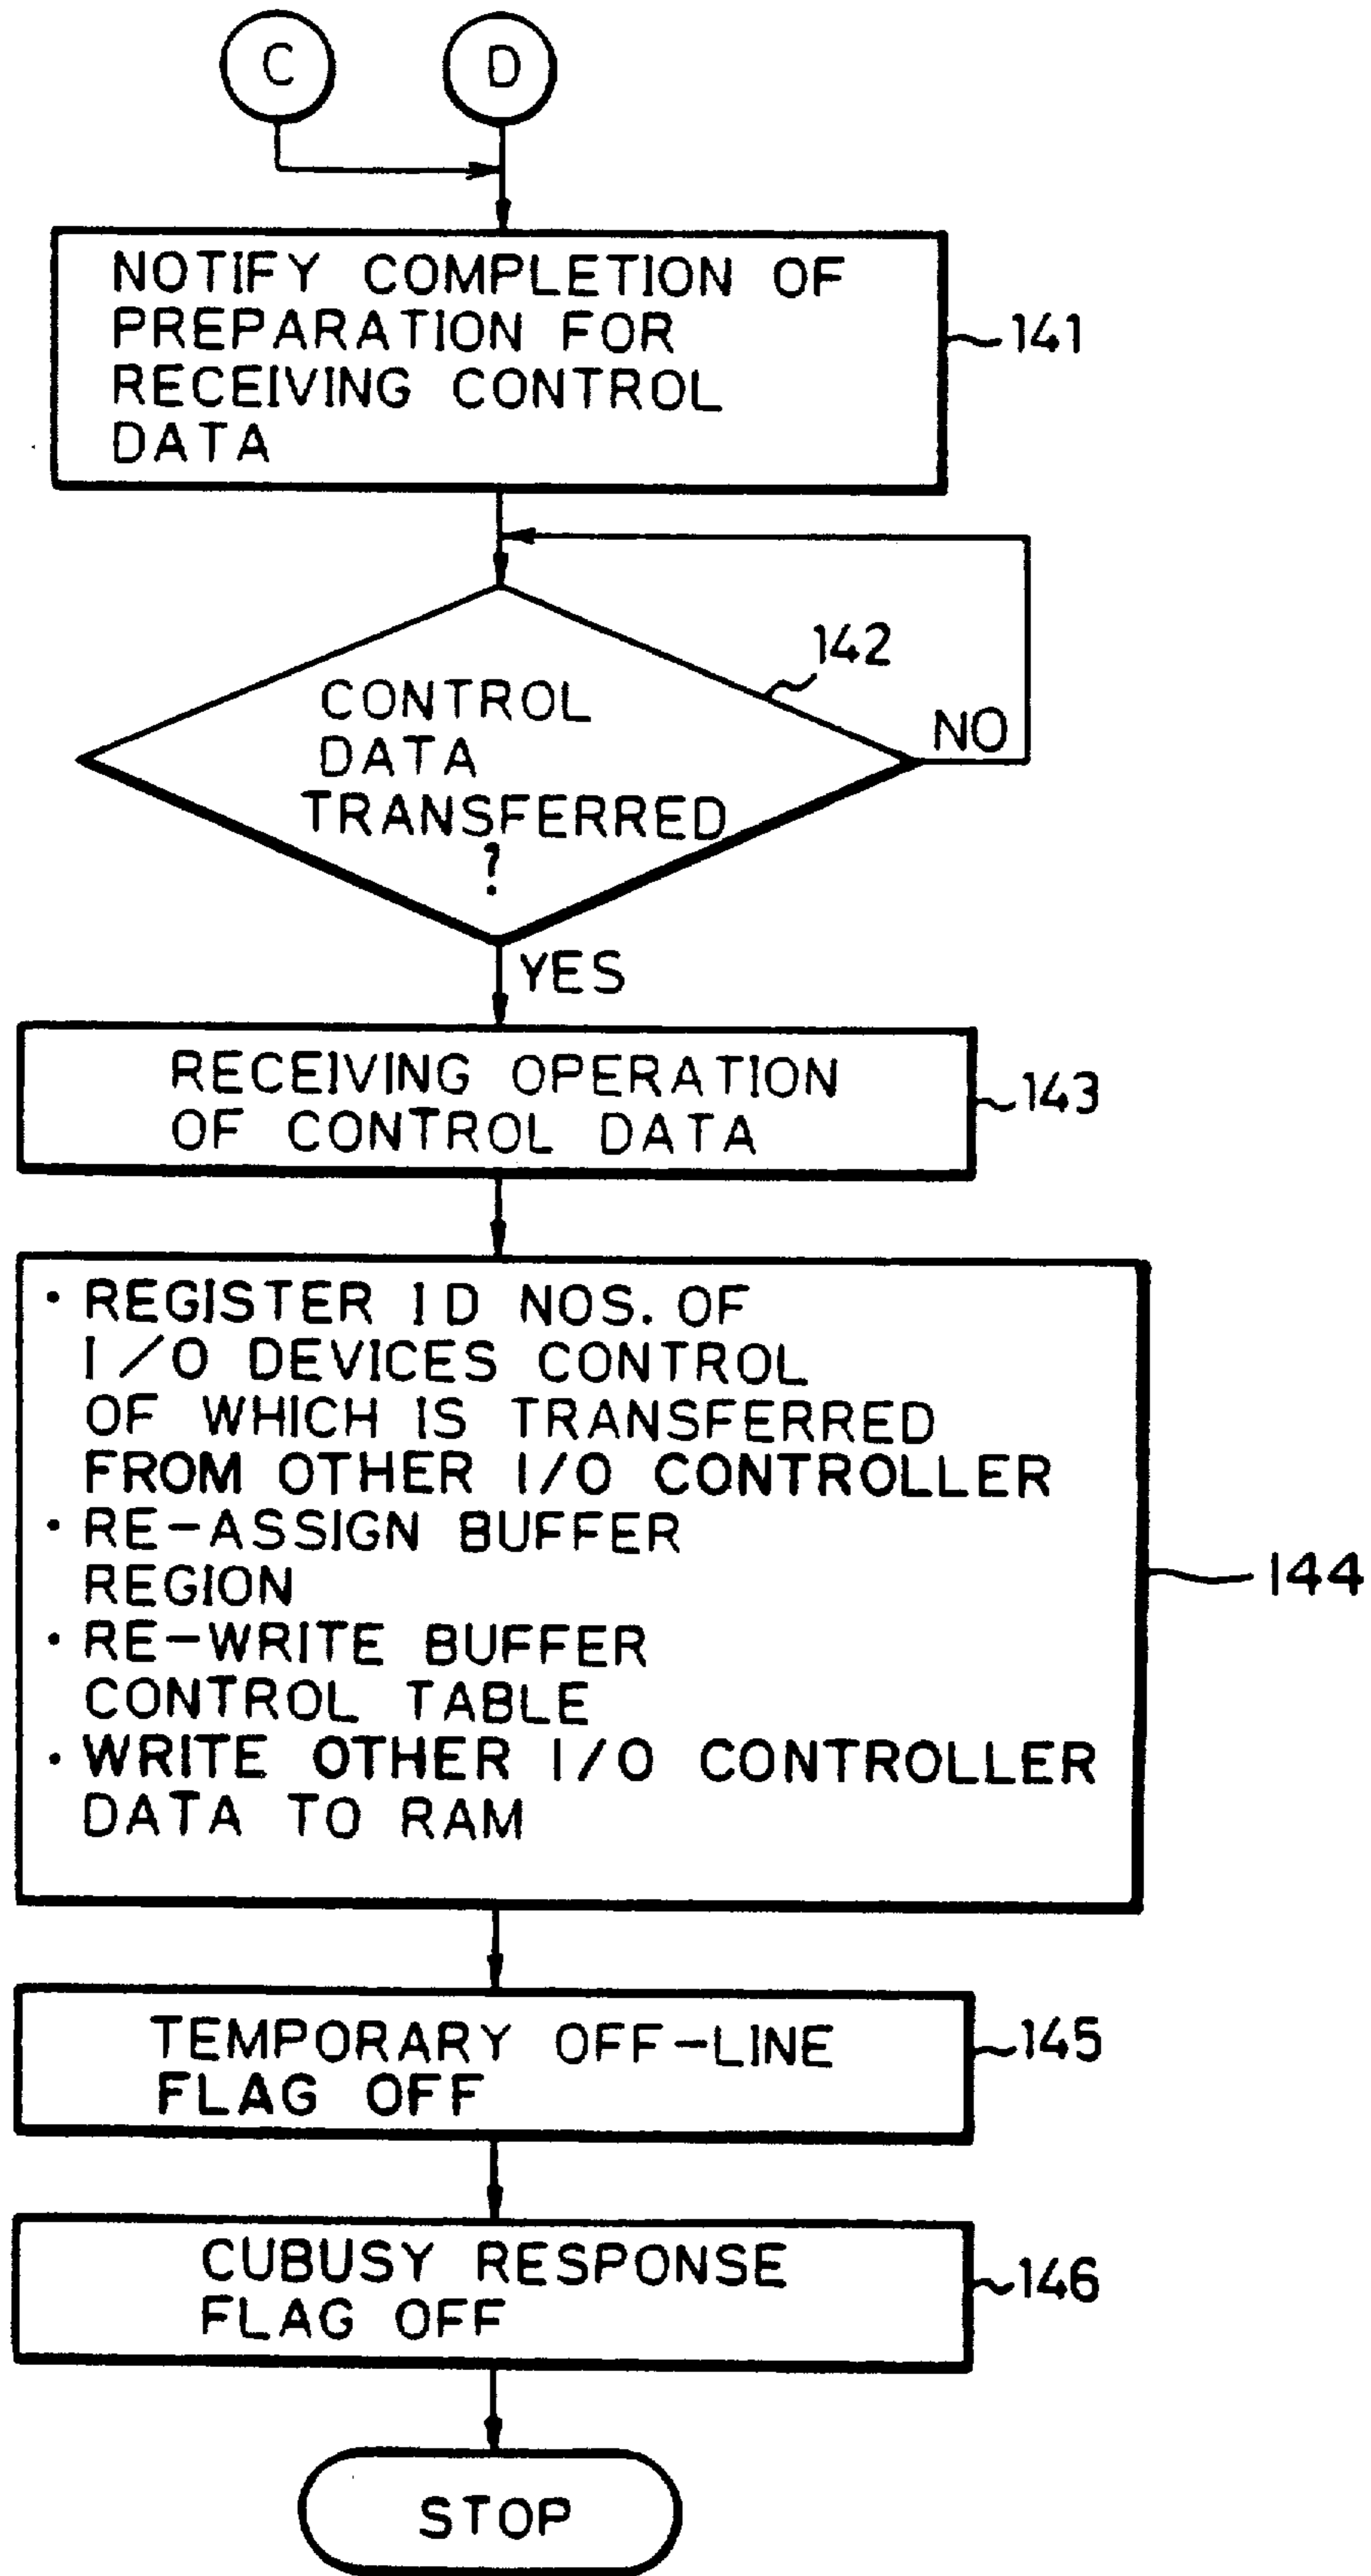 C D
NOTIFY COMPLETION OF
PREPARATION FOR
RECEIVING CONTROL
DATA
141
142
CONTROL
DATA
TRANSFERRED
?
NO
YES
RECEIVING OPERATION
OF CONTROL DATA
143
· REGISTER ID NOS. OF
I/O DEVICES CONTROL
OF WHICH IS TRANSFERRED
FROM OTHER I/O CONTROLLER
· RE-ASSIGN BUFFER
REGION
· RE-WRITE BUFFER
CONTROL TABLE
· WRITE OTHER I/O CONTROLLER
DATA TO RAM
144
TEMPORARY OFF-LINE
FLAG OFF
145
CUBUSY RESPONSE
FLAG OFF
146
STOP